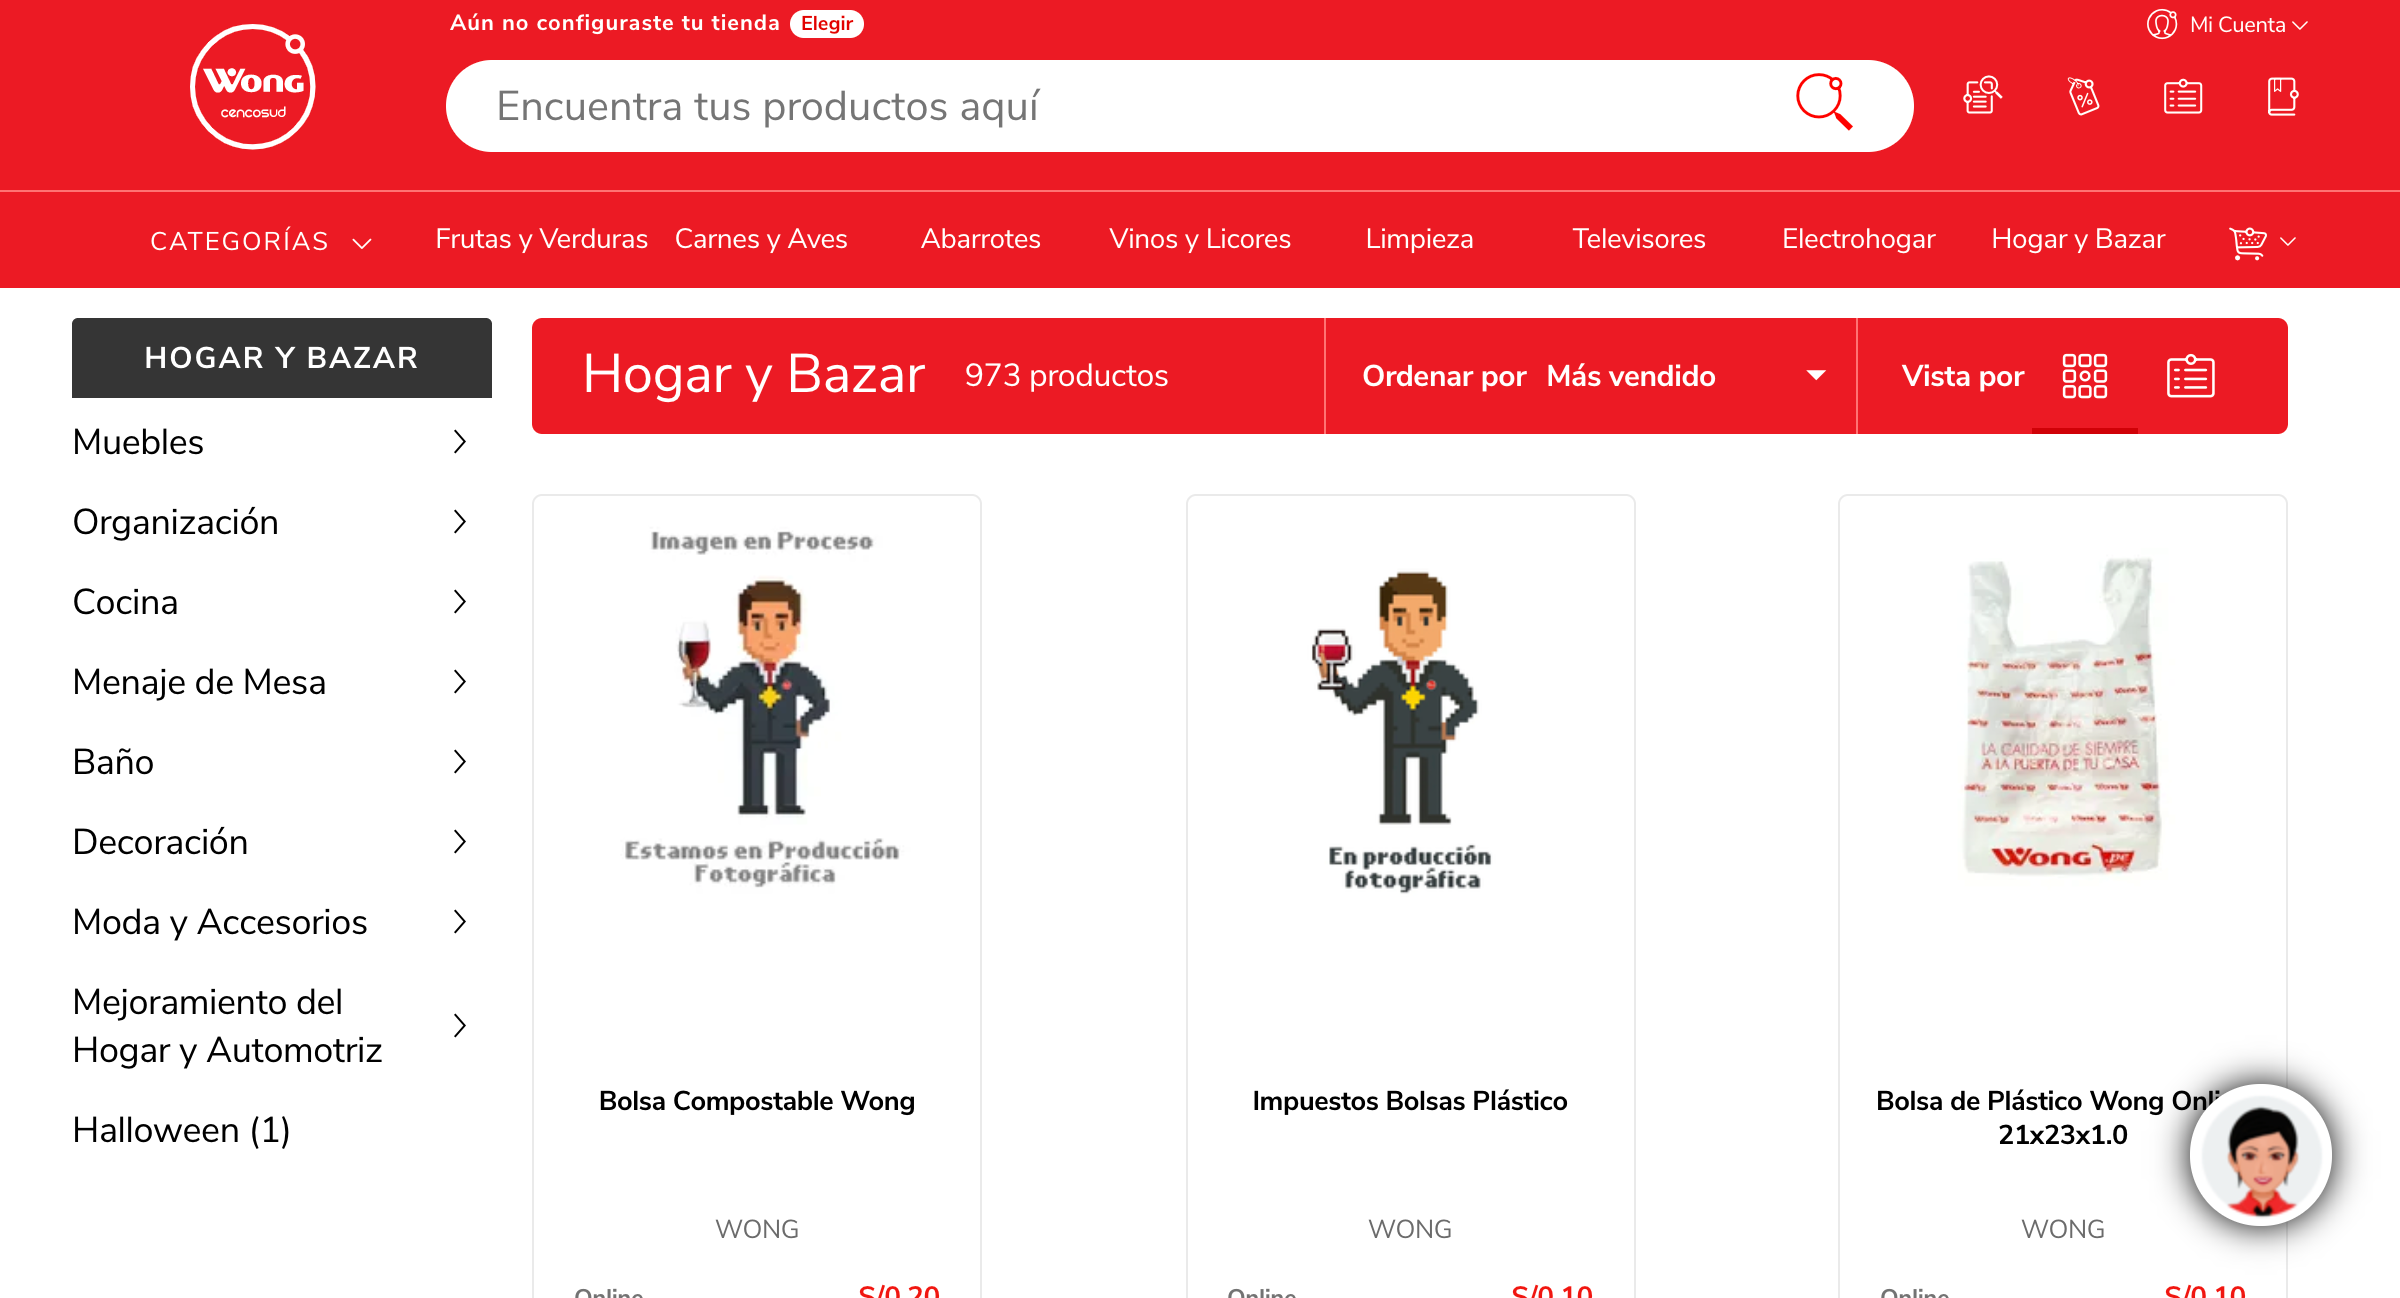 Aún no configuraste tu tienda Elegir
Mi Cuenta
Wong
cencosud
Encuentra tus productos aquí
CATEGORÍAS
Frutas y Verduras
Carnes y Aves
Abarrotes
Vinos y Licores
Limpieza
Televisores
Electrohogar
Hogar y Bazar
HOGAR Y BAZAR
Muebles
Organización
Cocina
Menaje de Mesa
Baño
Decoración
Moda y Accesorios
Mejoramiento del
Hogar y Automotriz
Halloween (1)
Hogar y Bazar 973 productos
Ordenar por Más vendido
Vista por
Imagen en Proceso
Estamos en Producción
Fotográfica
Bolsa Compostable Wong
WONG
Online S/0.20
En producción
fotográfica
Impuestos Bolsas Plástico
WONG
Online S/0.10
LA CALIDAD DE SIEMPRE
A LA PUERTA DE TU CASA
Wong .pe
Bolsa de Plástico Wong
21x23x1.0
WONG
Online S/0.10